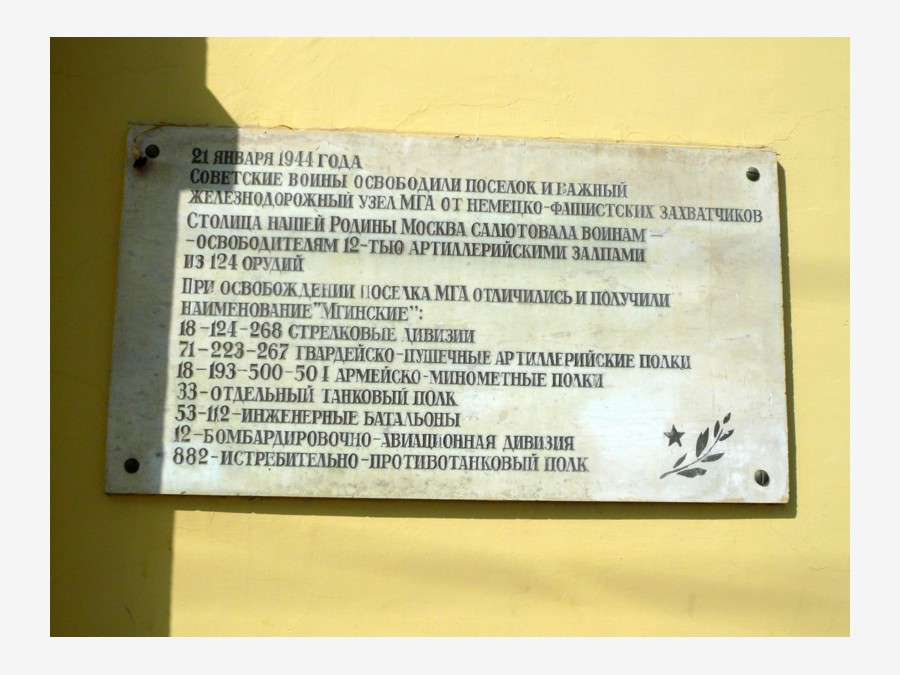 21 ЯНВАРЯ 1944 ГОДА
СОВЕТСКИЕ ВОИНЫ ОСВОБОДИЛИ ПОСЕЛОК И ВАЖНЫЙ
ЖЕЛЕЗНОДОРОЖНЫЙ УЗЕЛ МГА ОТ НЕМЕЦКО-ФАШИСТСКИХ ЗАХВАТЧИКОВ
СТОЛИЦА НАШЕЙ РОДИНЫ МОСКВА САЛЮТОВАЛА ВОИНАМ –
-ОСВОБОДИТЕЛЯМ 12-ТЬЮ АРТИЛЛЕРИЙСКИМИ ЗАЛПАМИ
ИЗ 124 ОРУДИЙ
ПРИ ОСВОБОЖДЕНИИ ПОСЕЛКА МГА ОТЛИЧИЛИСЬ И ПОЛУЧИЛИ
НАИМЕНОВАНИЕ "МГИНСКИЕ":
18-124-268 СТРЕЛКОВЫЕ ДИВИЗИИ
71-223-267 ГВАРДЕЙСКО-ПУШЕЧНЫЕ АРТИЛЛЕРИЙСКИЕ ПОЛКИ
18-193-500-501 АРМЕЙСКО-МИНОМЕТНЫЕ ПОЛКИ
33-ОТДЕЛЬНЫЙ ТАНКОВЫЙ ПОЛК
53-112-ИНЖЕНЕРНЫЕ БАТАЛЬОНЫ
12-БОМБАРДИРОВОЧНО-АВИАЦИОННАЯ ДИВИЗИЯ
882-ИСТРЕБИТЕЛЬНО-ПРОТИВОТАНКОВЫЙ ПОЛК